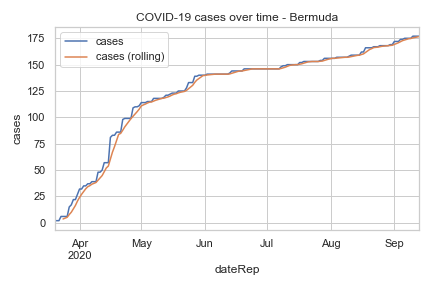 COVID-19 cases over time - Bermuda
cases
cases (rolling)
175
150
125
100
75
50
25
0
cases
Apr
2020
May
Jun
Jul
Aug
Sep
dateRep